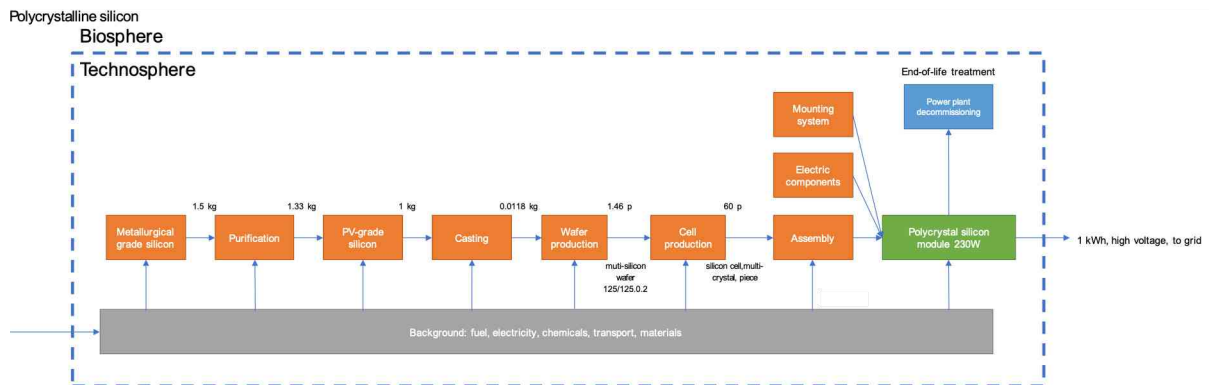 Polycrystalline silicon
Biosphere
Technosphere
End-of-life treatment
Power plant
decommissioning
Mounting
system
Electric
components
1.5 kg
1.33 kg
1 kg
0.0118 kg
1.46 p
60 p
Metallurgical
grade silicon
Purification
PV-grade
silicon
Casting
Wafer
production
Cell
production
Assembly
Polycrystal silicon
module 230W
1 kWh, high voltage, to grid
muti-silicon
wafer
125/125.0.2
silicon cell,multi-
crystal, piece
Background: fuel, electricity, chemicals, transport, materials